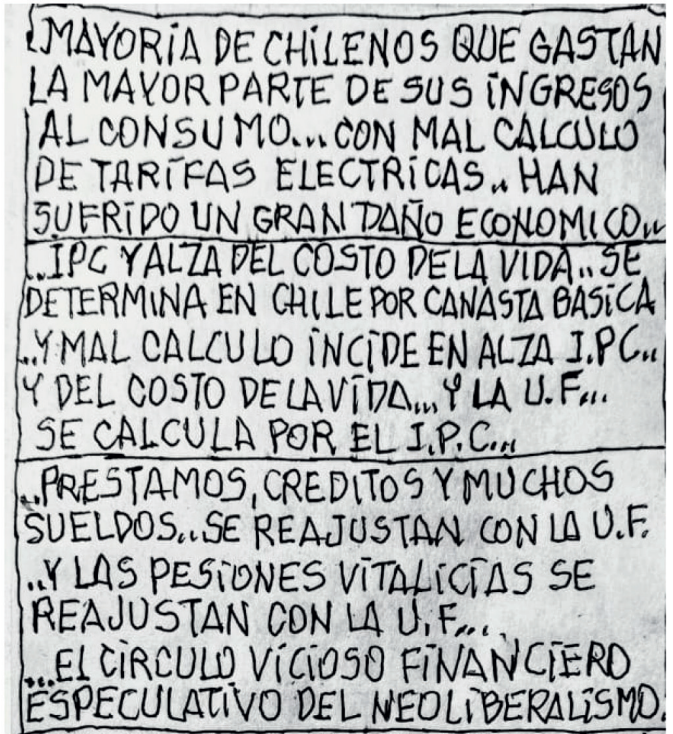 MAYORIA DE CHILENOS QUE GASTAN
LA MAYOR PARTE DE SUS INGRESOS
AL CONSUMO... CON MAL CALCULO
DE TARIFAS ELECTRICAS.. HAN
SUFRIDO UN GRAN DAÑO ECONOMICO..
..IPC Y ALZA DEL COSTO DE LA VIDA.. SE
DETERMINA EN CHILE POR CANASTA BASICA
..Y MAL CALCULO INCIDE EN ALZA I.PC..
Y DEL COSTO DE LA VIDA... Y LA U.F...
SE CALCULA POR EL I.P.C...
..PRESTAMOS, CREDITOS Y MUCHOS
SUELDOS.. SE REAJUSTAN CON LA U.F.
..Y LAS PESIONES VITALICIAS SE
REAJUSTAN CON LA U.F...
...El CIRCULO VICIOSO FINANCIERO
ESPECULATIVO DEL NEOLIBERALISMO.